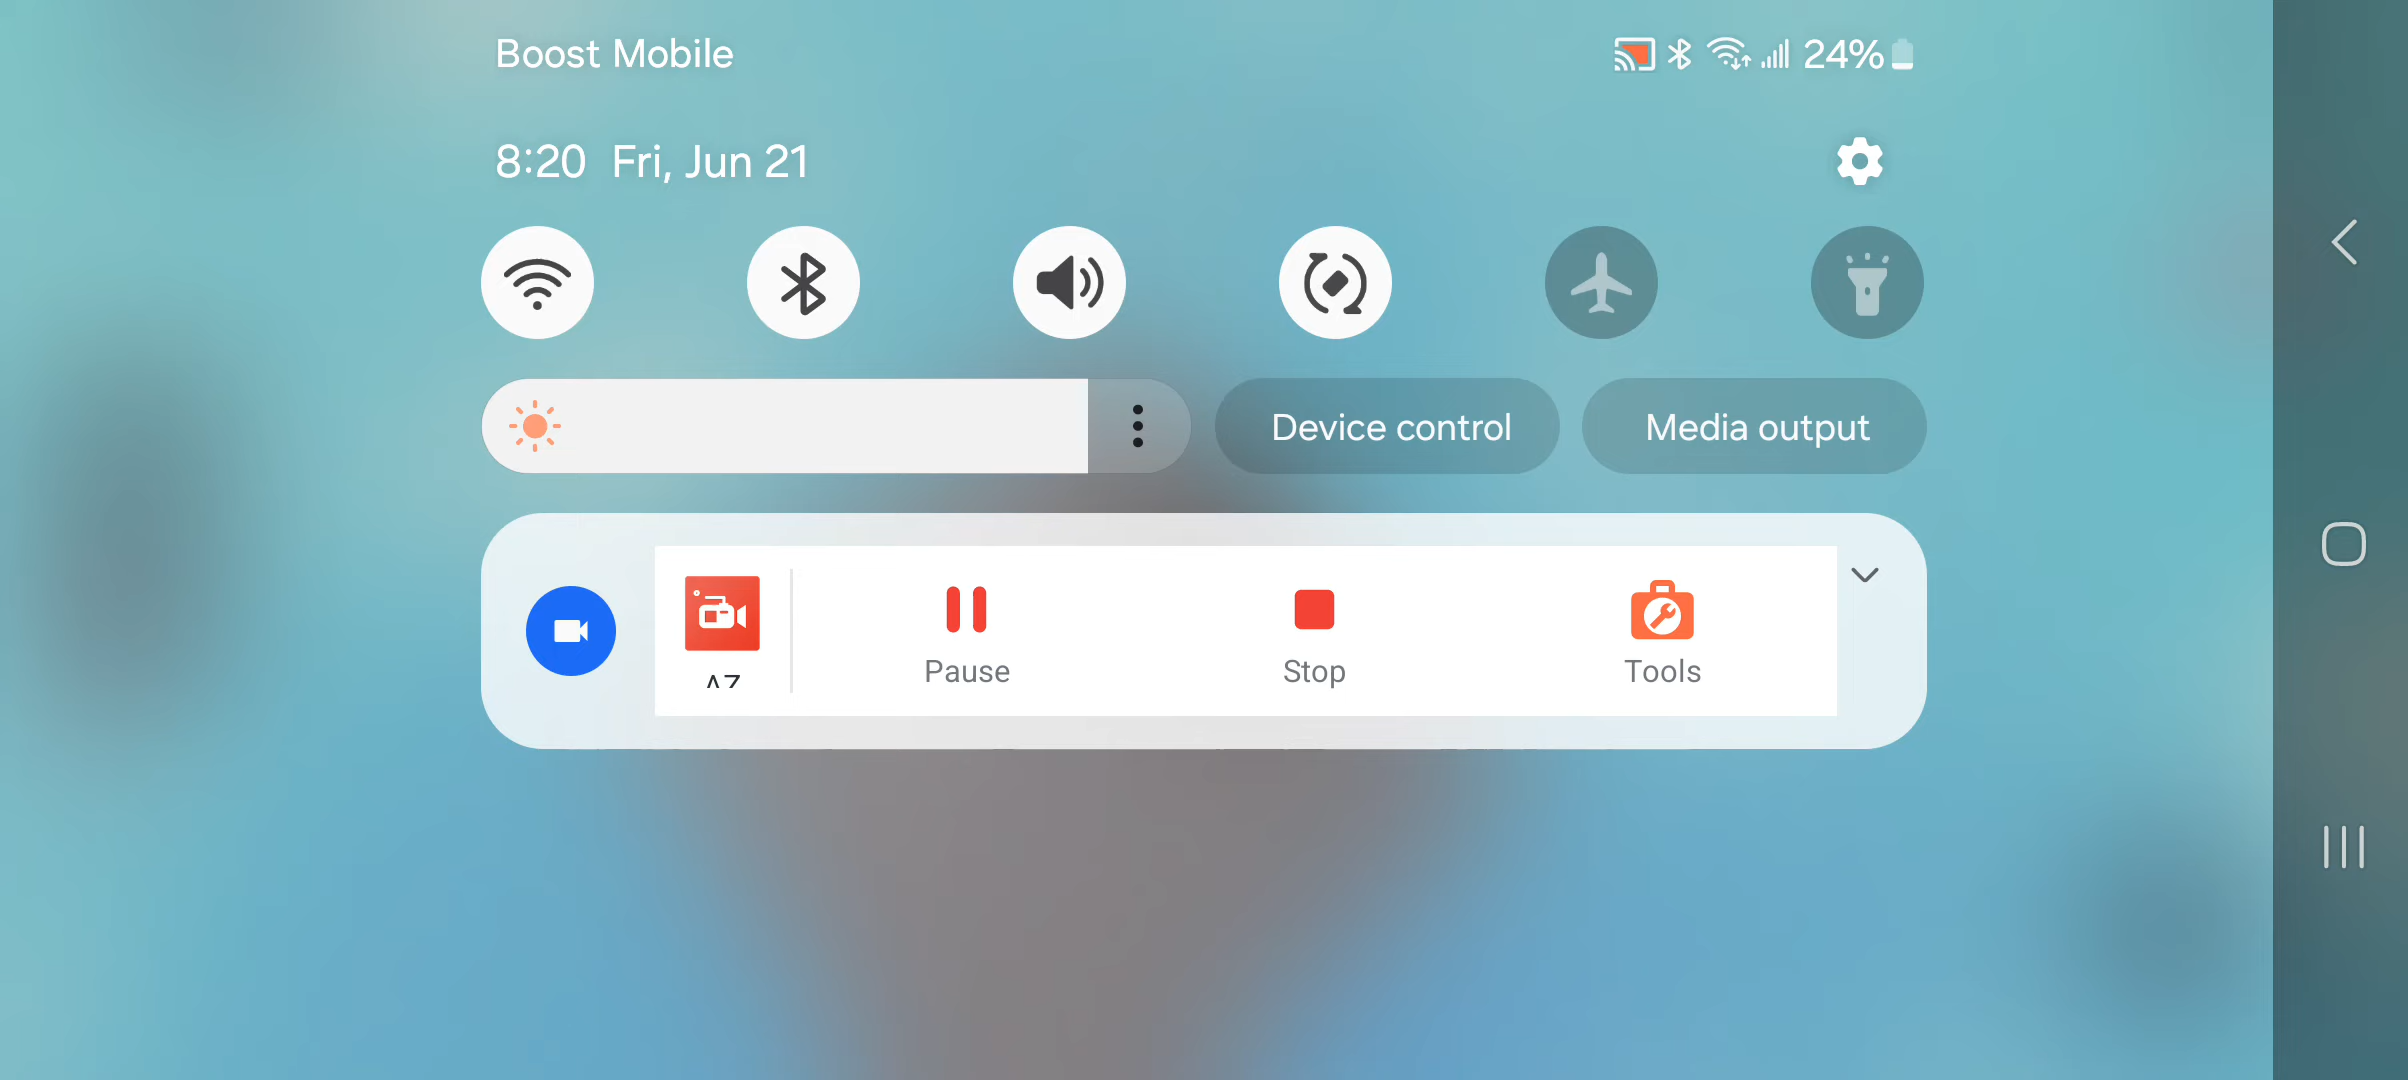 Boost Mobile
24%
8:20 Fri, Jun 21
Device control
Media output
AZ
Pause
Stop
Tools